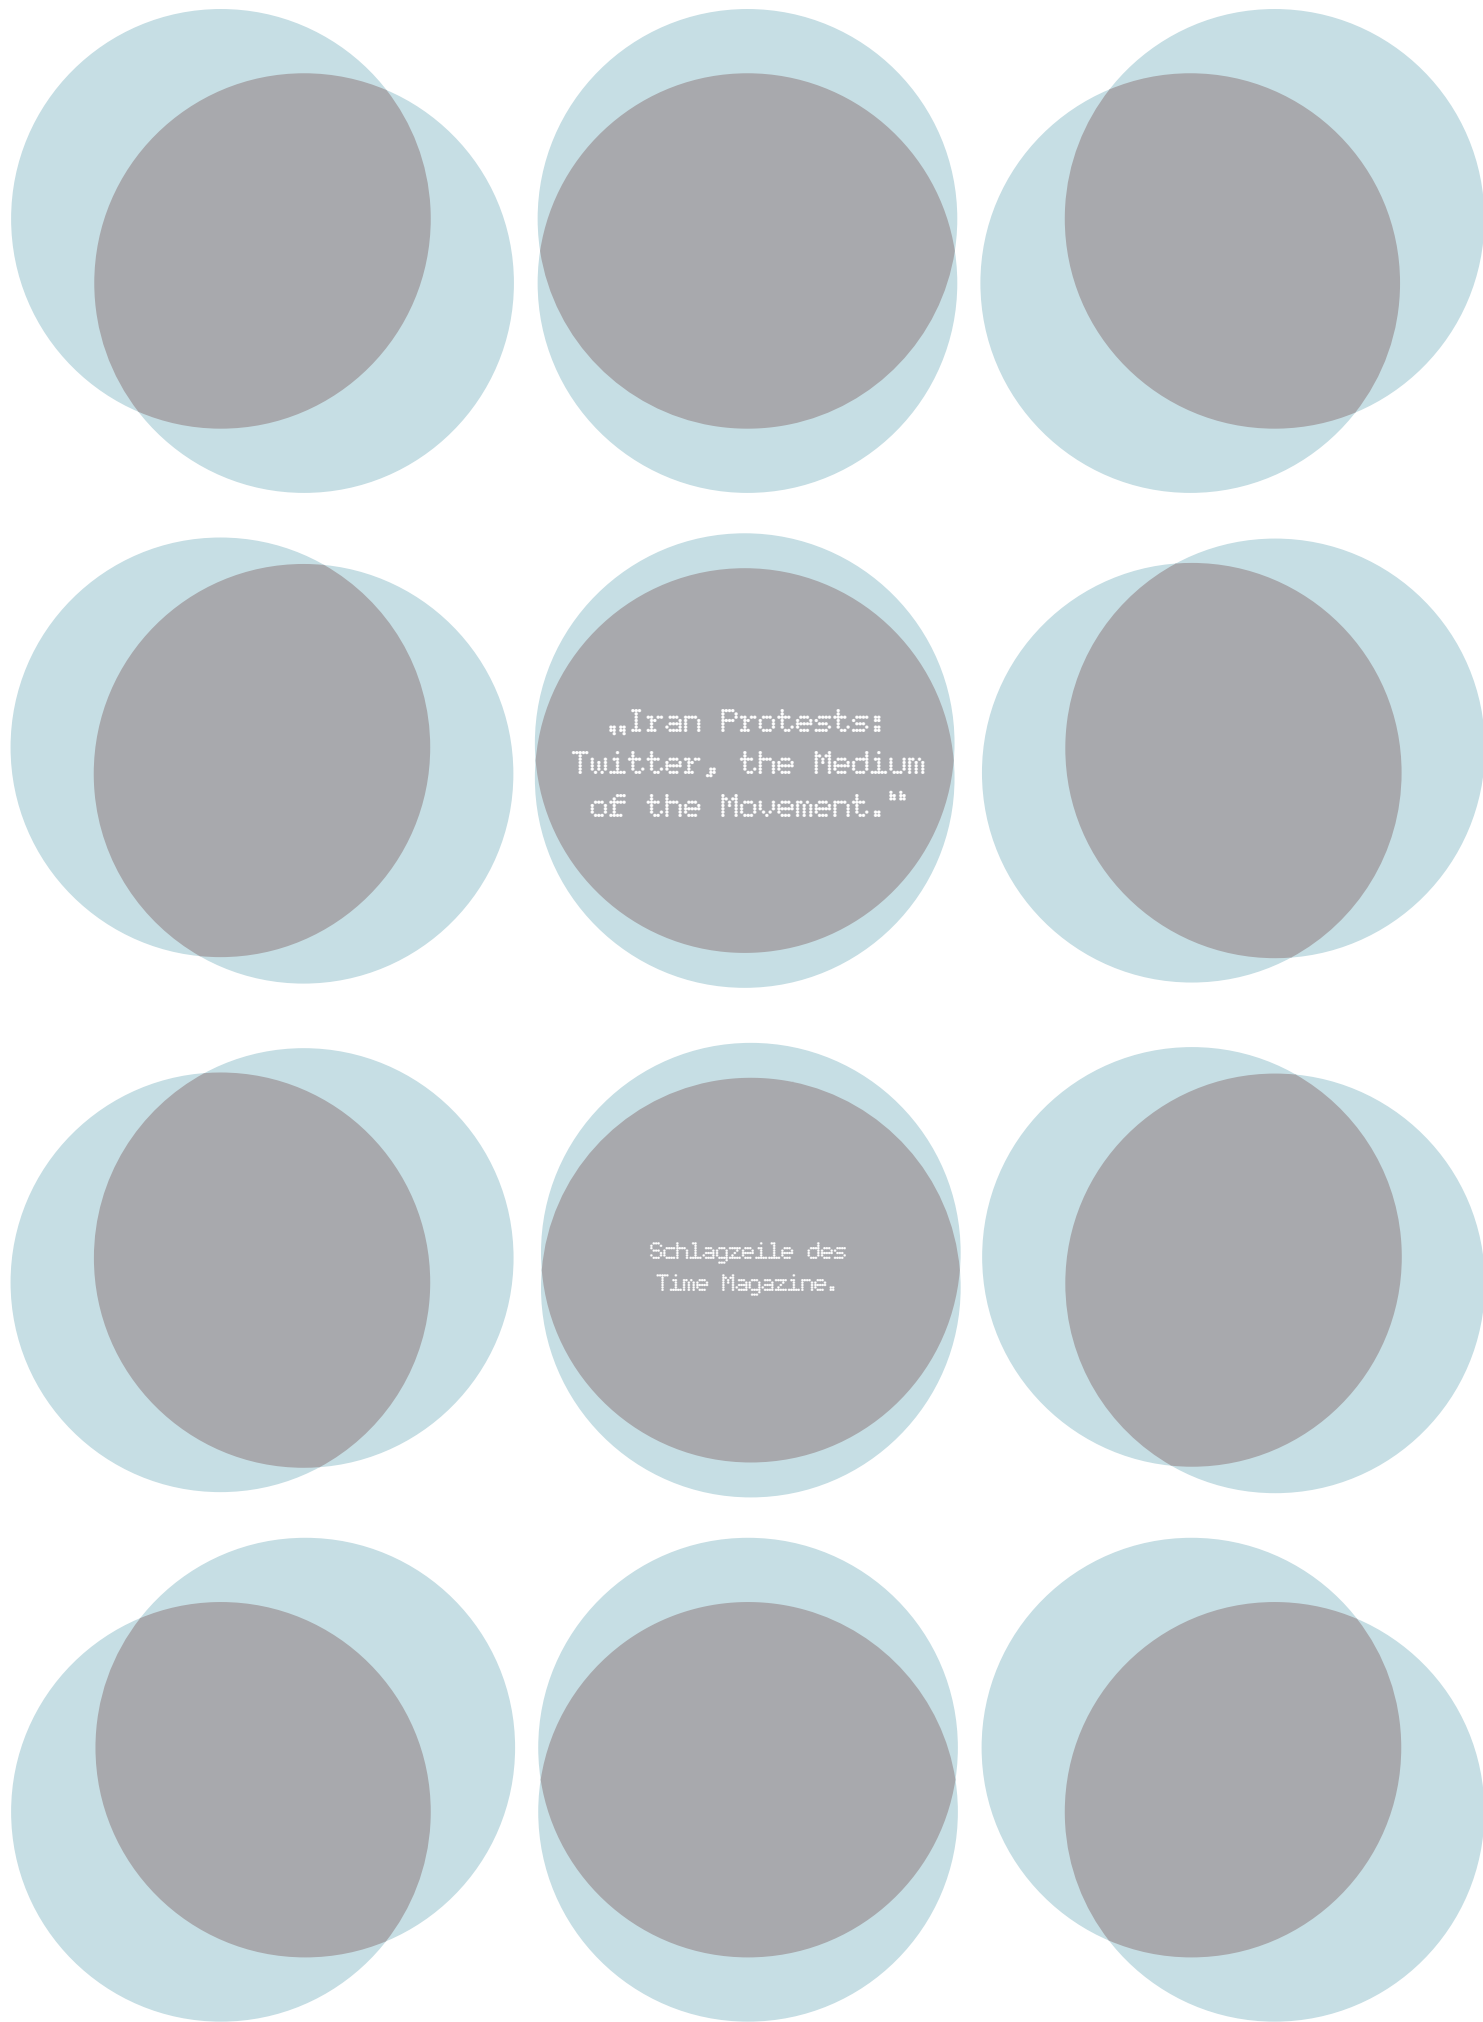 „Iran Protests:
Twitter, the Medium
of the Movement.“
Schlagzeile des
Time Magazine.